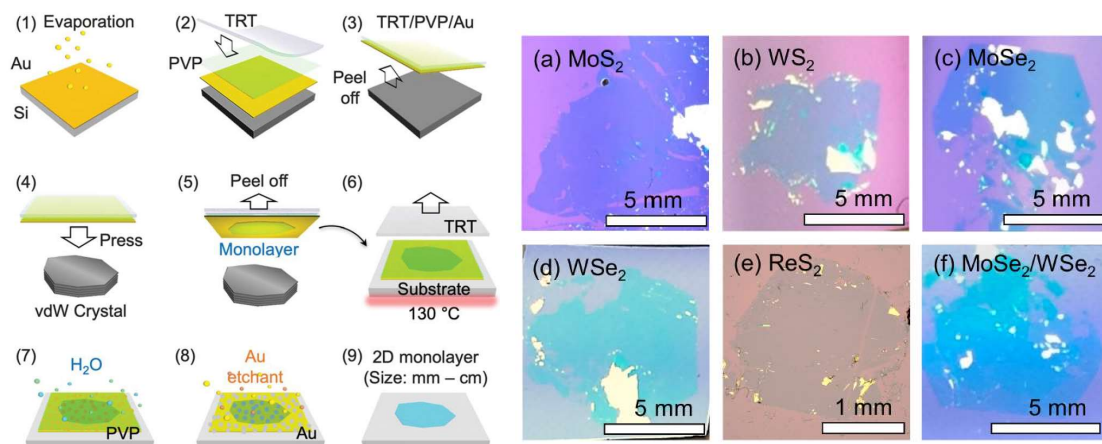 (1) Evaporation
Au
Si
(2) TRT
PVP
(3) TRT/PVP/Au
Peel
off
(4)
Press
vdW Crystal
(5) Peel off
Monolayer
(6)
TRT
Substrate
130 °C
(7) H₂O
PVP
(8) Au
etchant
Au
(9) 2D monolayer
(Size: mm – cm)
(a) MoS₂
5 mm
(b) WS₂
5 mm
(c) MoSe₂
5 mm
(d) WSe₂
5 mm
(e) ReS₂
1 mm
(f) MoSe₂/WSe₂
5 mm